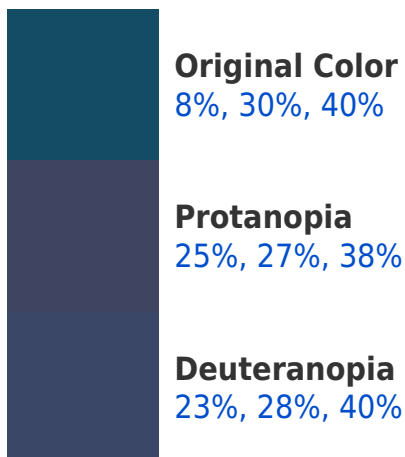 Original Color
8%, 30%, 40%
Protanopia
25%, 27%, 38%
Deuteranopia
23%, 28%, 40%